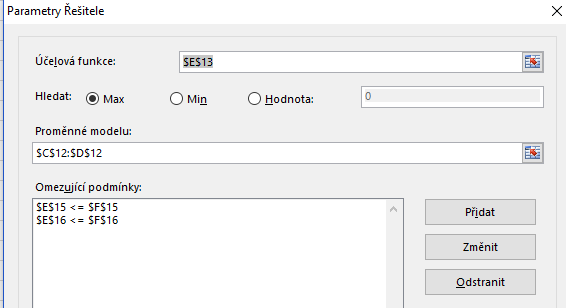 Parametry Řešitele
Účelová funkce: $E$13
Hledat: Max Min Hodnota: 0
Proměnné modelu:
$C$12:$D$12
Omezující podmínky:
$E$15 <= $F$15
$E$16 <= $F$16
Přidat
Změnit
Odstranit